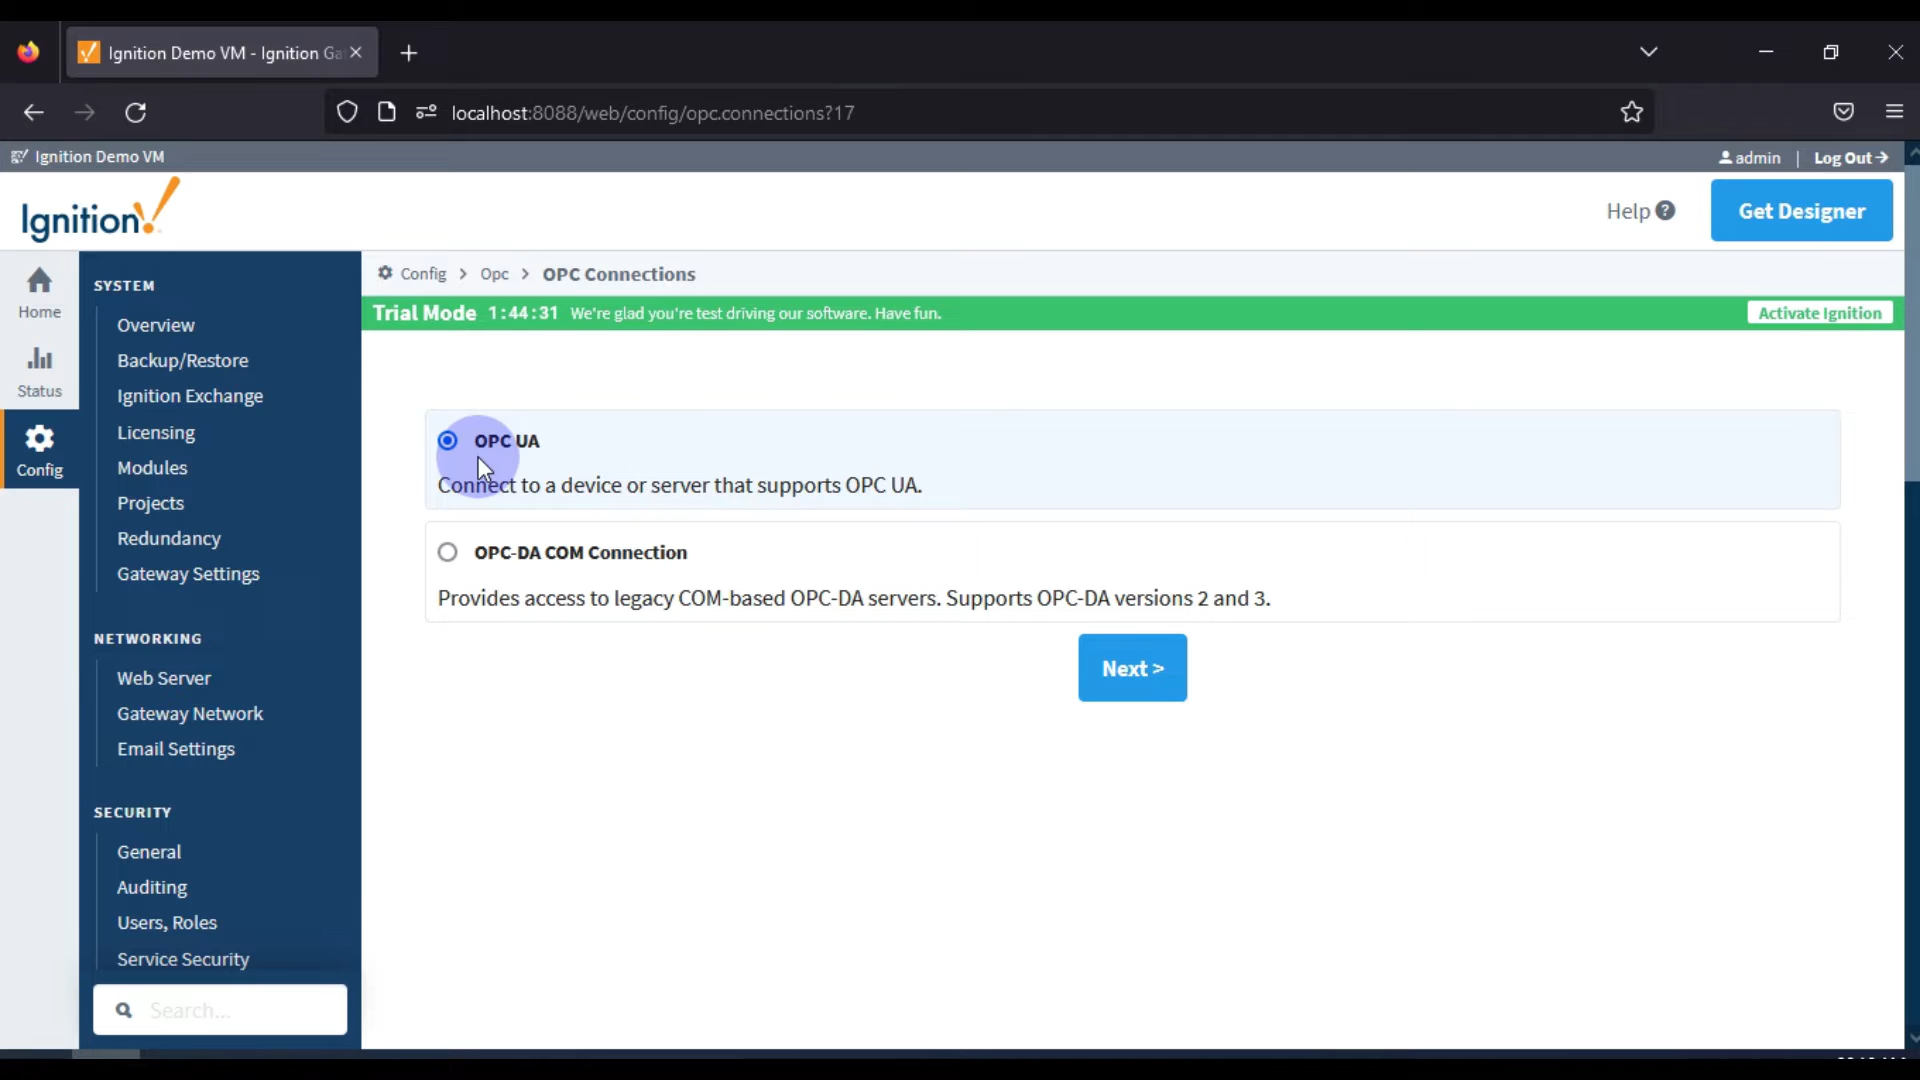 Ignition Demo VM - Ignition Ga
localhost:8088/web/config/opc.connections?17
Ignition Demo VM
admin | Log Out
Ignition!
Help ?
Get Designer
Home
Status
Config
SYSTEM
Overview
Backup/Restore
Ignition Exchange
Licensing
Modules
Projects
Redundancy
Gateway Settings
NETWORKING
Web Server
Gateway Network
Email Settings
SECURITY
General
Auditing
Users, Roles
Service Security
Search...
Config > Opc > OPC Connections
Trial Mode 1:44:31 We're glad you're test driving our software. Have fun.
Activate Ignition
OPC UA
Connect to a device or server that supports OPC UA.
OPC-DA COM Connection
Provides access to legacy COM-based OPC-DA servers. Supports OPC-DA versions 2 and 3.
Next >